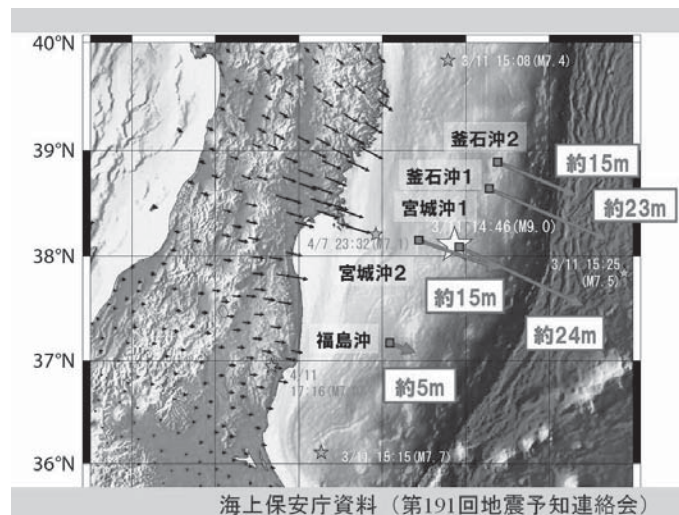 40°N
3/11 15:08(M7.4)
39°N
釜石沖2
約15m
釜石沖1
約23m
宮城沖1
3/11 14:46(M9.0)
4/7 23:32(M7.1)
38°N
3/11 15:25
(M7.5)
宮城沖2
約15m
約24m
福島沖
37°N
4/11
17:16
約5m
36°N
3/11 15:15(M7.7)
海上保安庁資料（第191回地震予知連絡会）